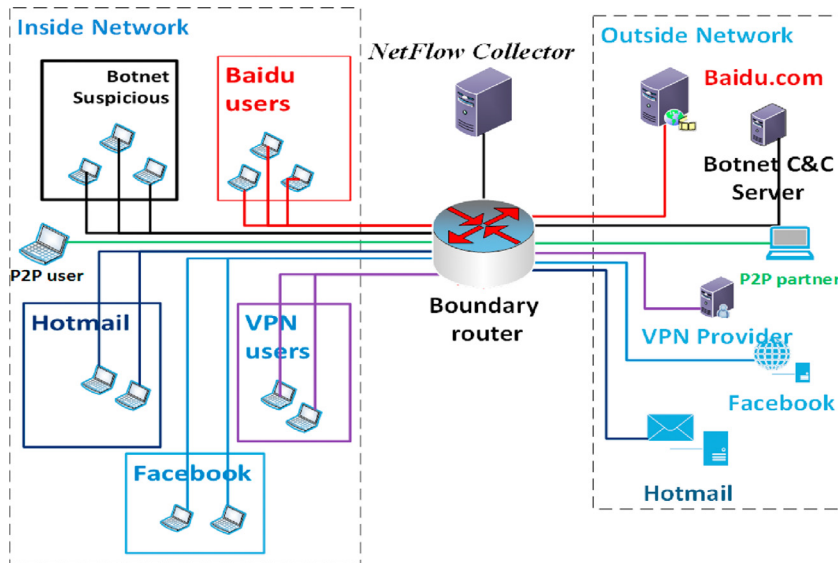 Inside Network
Botnet
Suspicious
Baidu
users
P2P user
Hotmail
VPN
users
Facebook
NetFlow Collector
Boundary
router
Outside Network
Baidu.com
Botnet C&C
Server
P2P partner
VPN Provider
Facebook
Hotmail